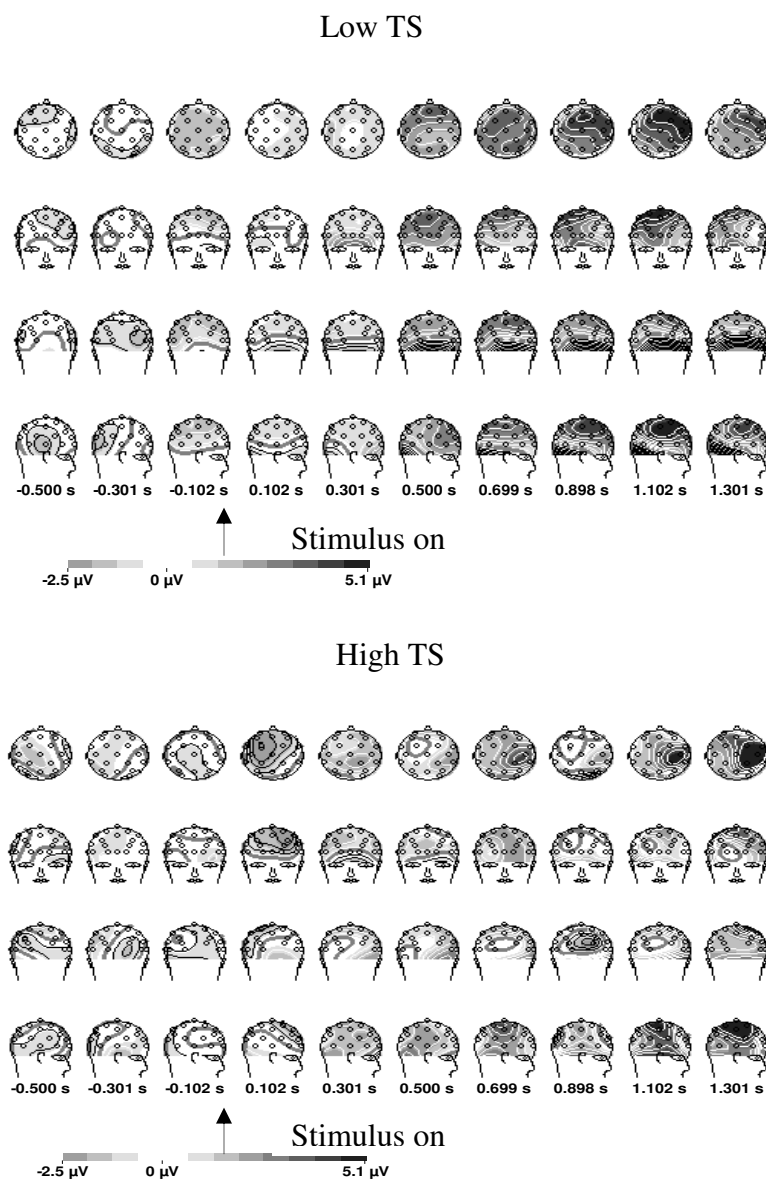 Low TS
-0.500 s -0.301 s -0.102 s 0.102 s 0.301 s 0.500 s 0.699 s 0.898 s 1.102 s 1.301 s
Stimulus on
-2.5 µV 0 µV 5.1 µV
High TS
-0.500 s -0.301 s -0.102 s 0.102 s 0.301 s 0.500 s 0.699 s 0.898 s 1.102 s 1.301 s
Stimulus on
-2.5 µV 0 µV 5.1 µV